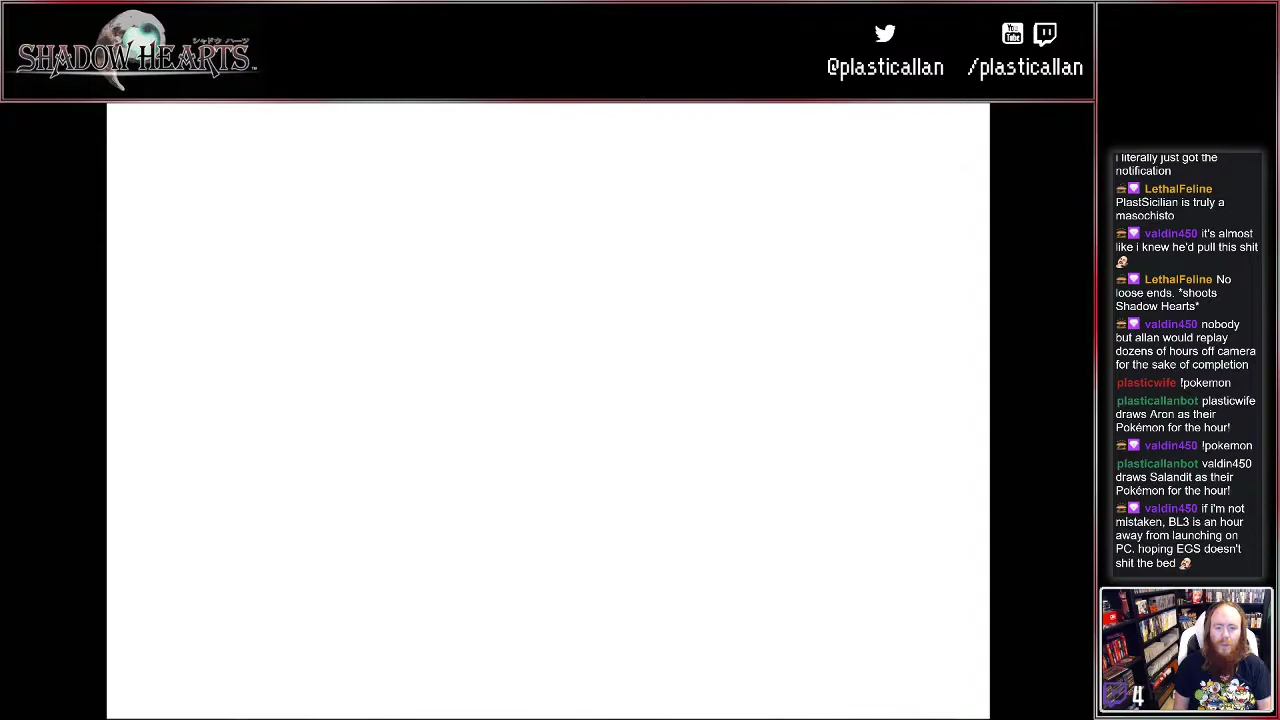 シャドウ ハーツ
SHADOW HEARTS
You
Tube
@plasticallan
/plasticallan
i literally just got the
notification
LethalFeline
PlastSicilian is truly a
masochisto
valdin450 it's almost
like i knew he'd pull this shit
LethalFeline No
loose ends. *shoots
Shadow Hearts*
valdin450 nobody
but allan would replay
dozens of hours off camera
for the sake of completion
plasticwife !pokemon
plasticallanbot plasticwife
draws Aron as their
Pokémon for the hour!
valdin450 !pokemon
plasticallanbot valdin450
draws Salandit as their
Pokémon for the hour!
valdin450 if i'm not
mistaken, BL3 is an hour
away from launching on
PC. hoping EGS doesn't
shit the bed
4